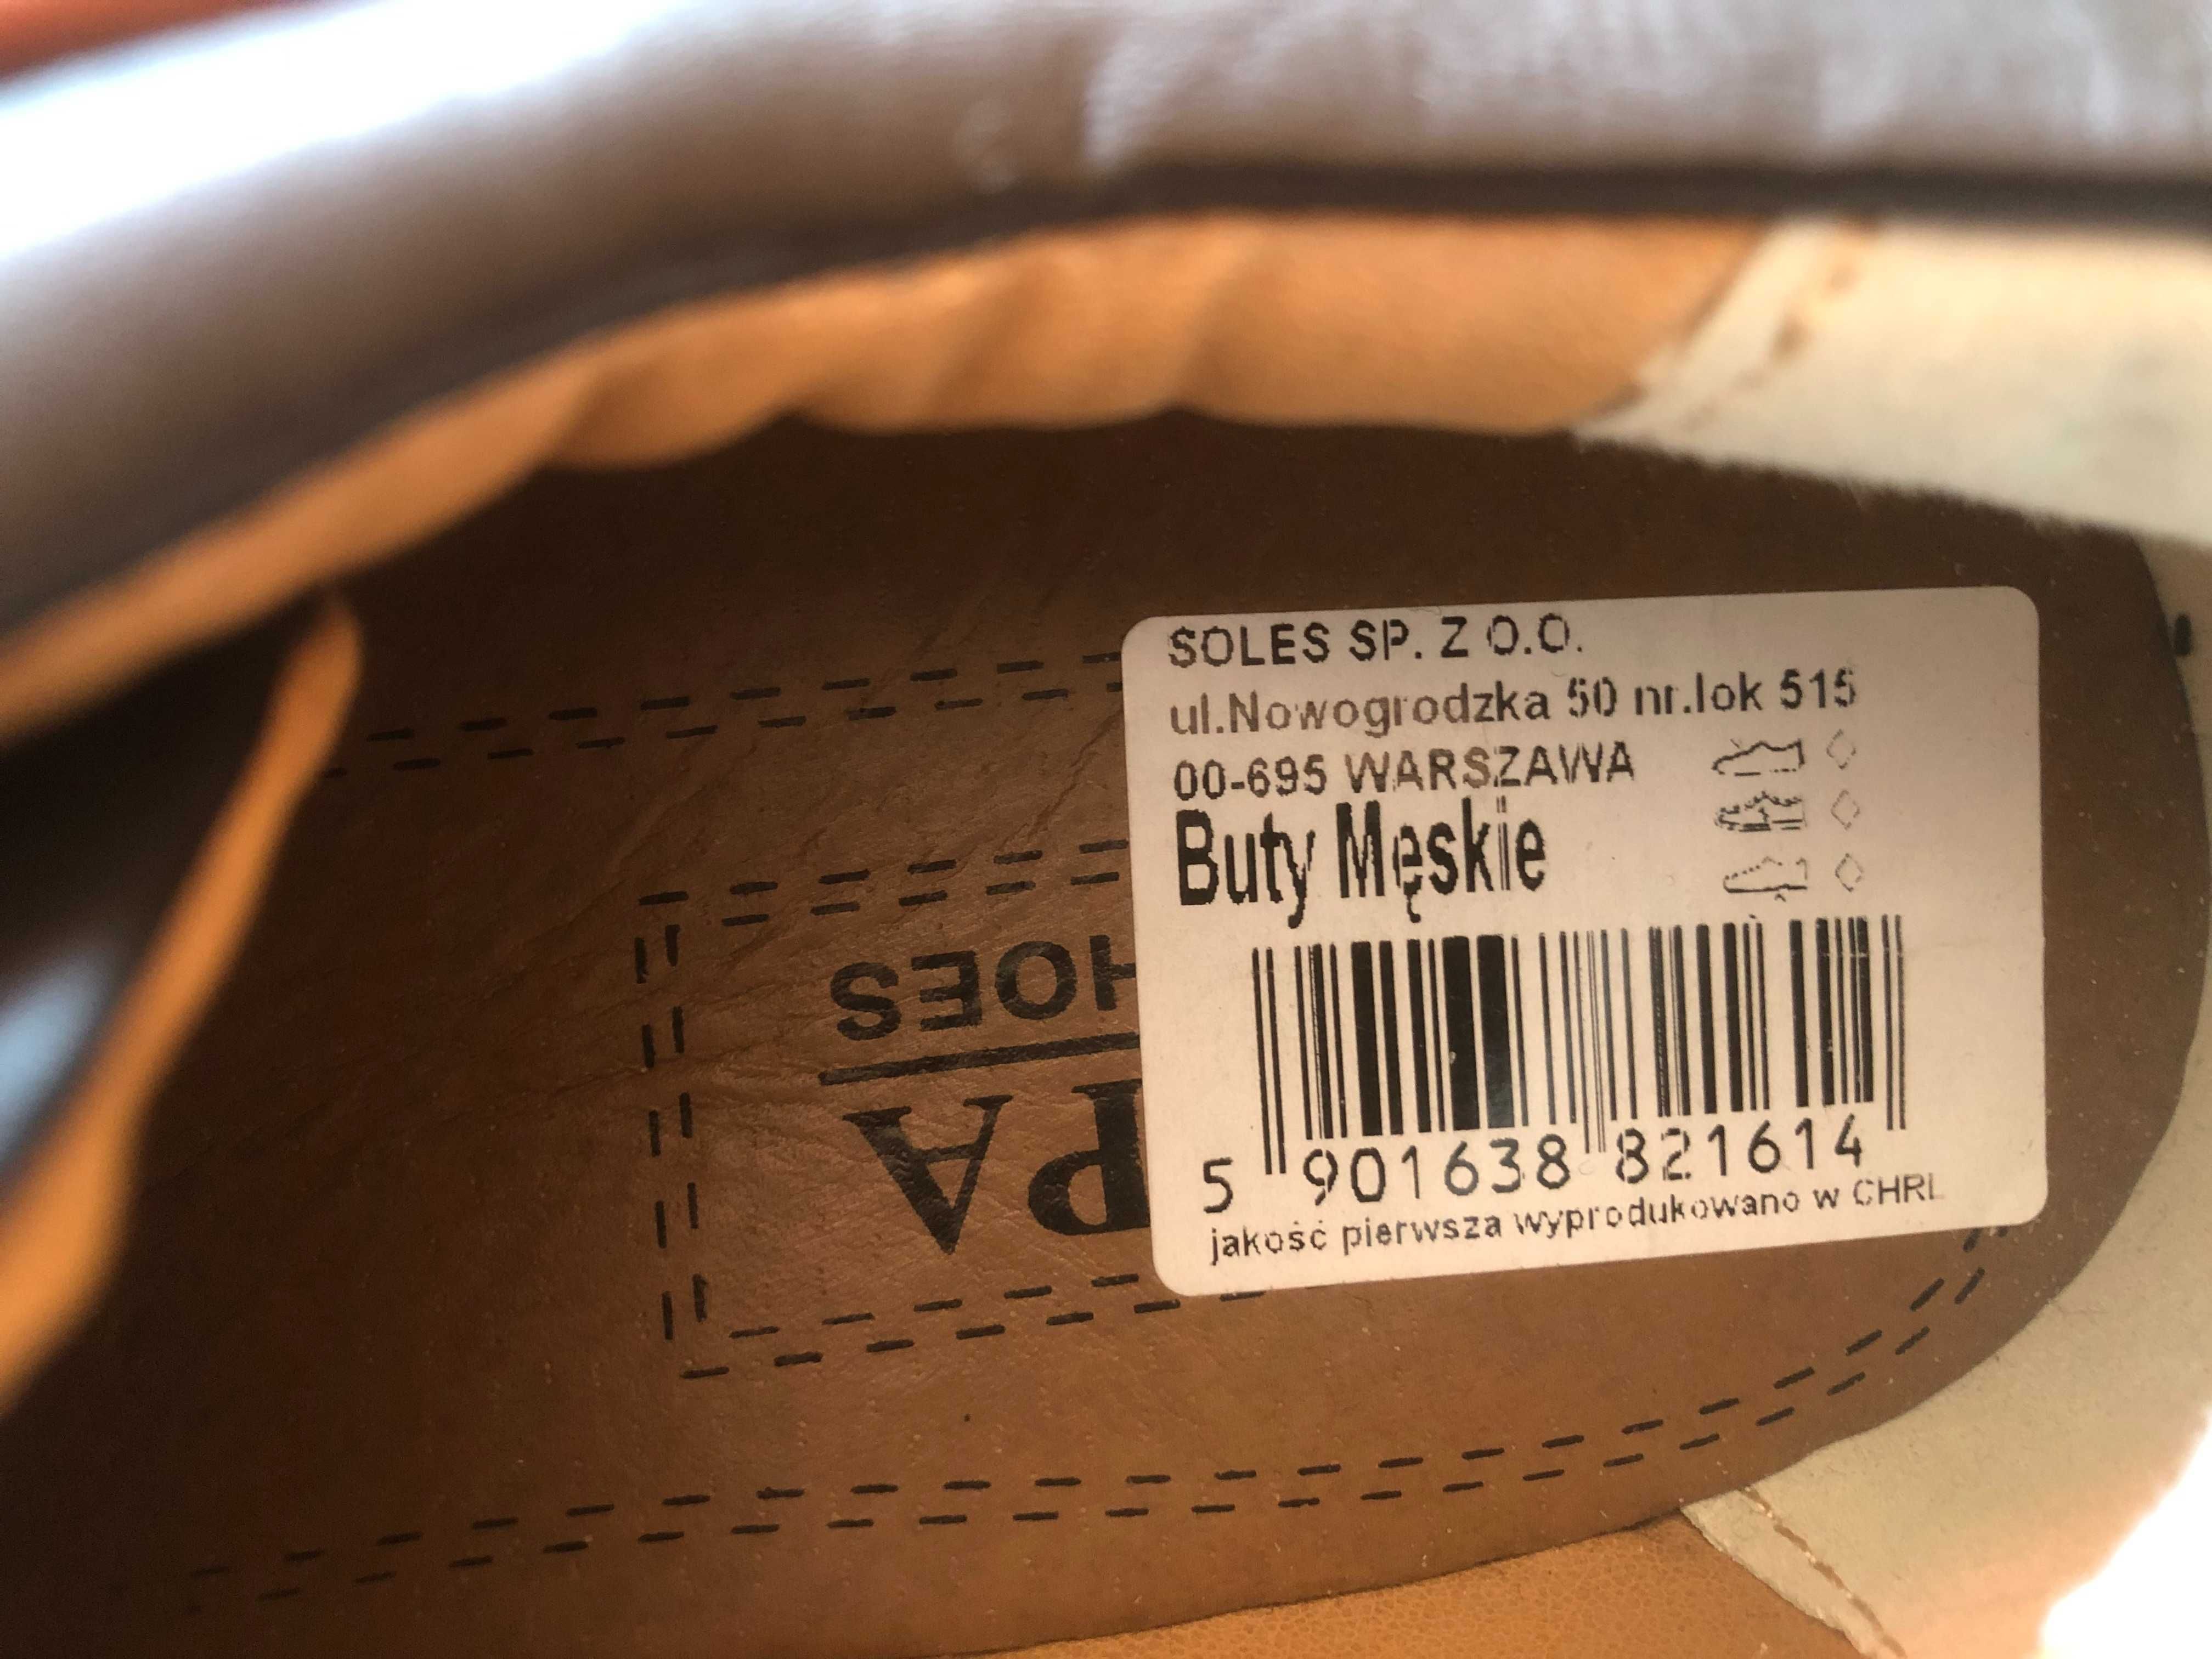 SOLES SP. Z O.O.
ul.Nowogrodzka 50 nr.lok 515
00-695 WARSZAWA
Buty Męskie
5 901638 821614
jakość pierwsza wyprodukowano w CHRL
PA
HOES